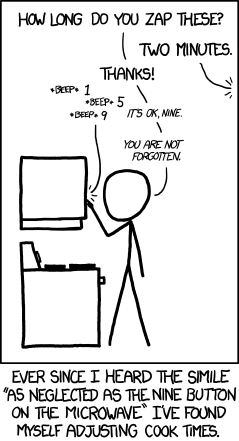 HOW LONG DO YOU ZAP THESE?
TWO MINUTES.
THANKS!
*BEEP* 1
*BEEP* 5
*BEEP* 9
IT'S OK, NINE.
YOU ARE NOT
FORGOTTEN.
EVER SINCE I HEARD THE SIMILE
"AS NEGLECTED AS THE NINE BUTTON
ON THE MICROWAVE" I'VE FOUND
MYSELF ADJUSTING COOK TIMES.